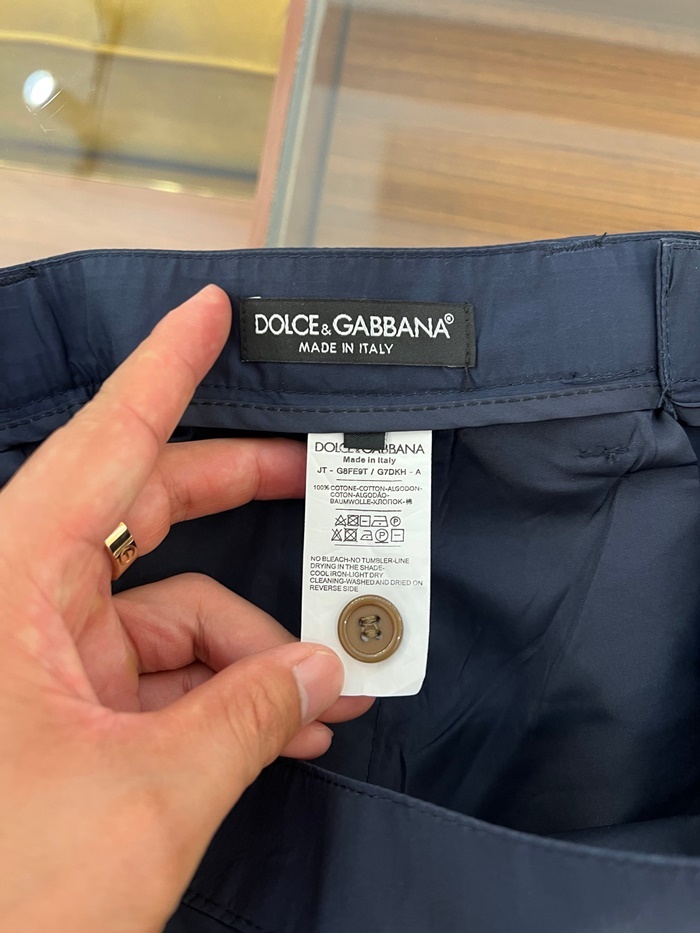 DOLCE&GABBANA®
MADE IN ITALY
DOLCE&GABBANA
Made in Italy
JT - G8FE9T / G7DKH - A
100% COTONE-COTTON-ALGODON-
COTON-ALGODÃO-
BAUMWOLLE-ХЛОПОК-棉
NO BLEACH-NO TUMBLER-LINE
DRYING IN THE SHADE-
COOL IRON-LIGHT DRY
CLEANING-WASHED AND DRIED ON
REVERSE SIDE